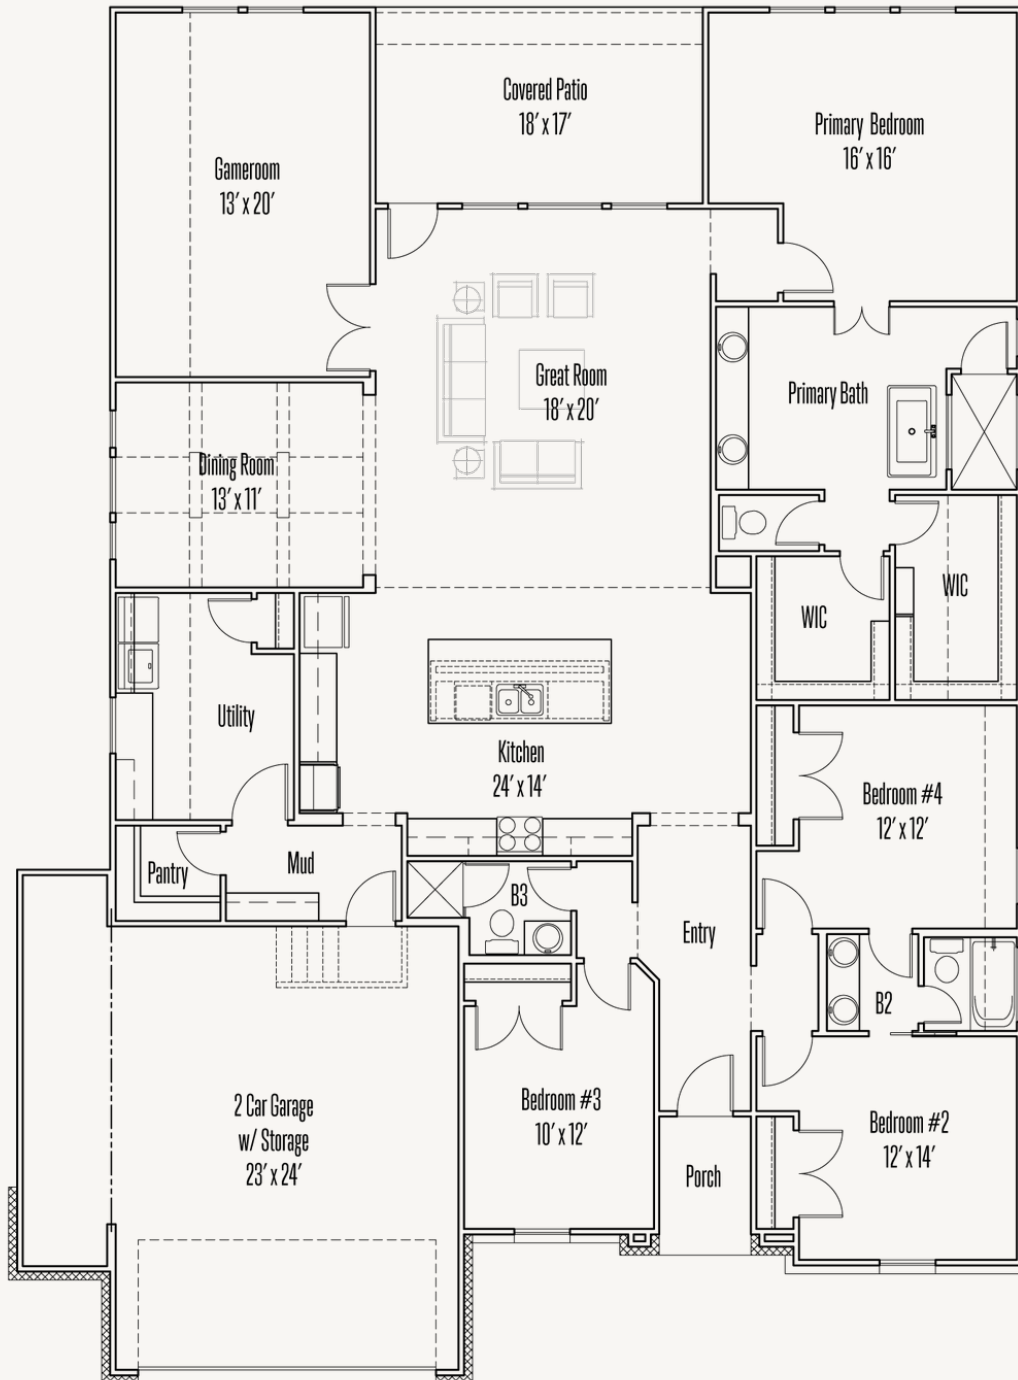 Covered Patio
18' x 17'
Primary Bedroom
16' x 16'
Gameroom
13' x 20'
Great Room
18' x 20'
Primary Bath
Dining Room
13' x 11'
WIC
WIC
Utility
Kitchen
24' x 14'
Bedroom #4
12' x 12'
Pantry
Mud
B3
Entry
B2
2 Car Garage
w/ Storage
23' x 24'
Bedroom #3
10' x 12'
Bedroom #2
12' x 14'
Porch